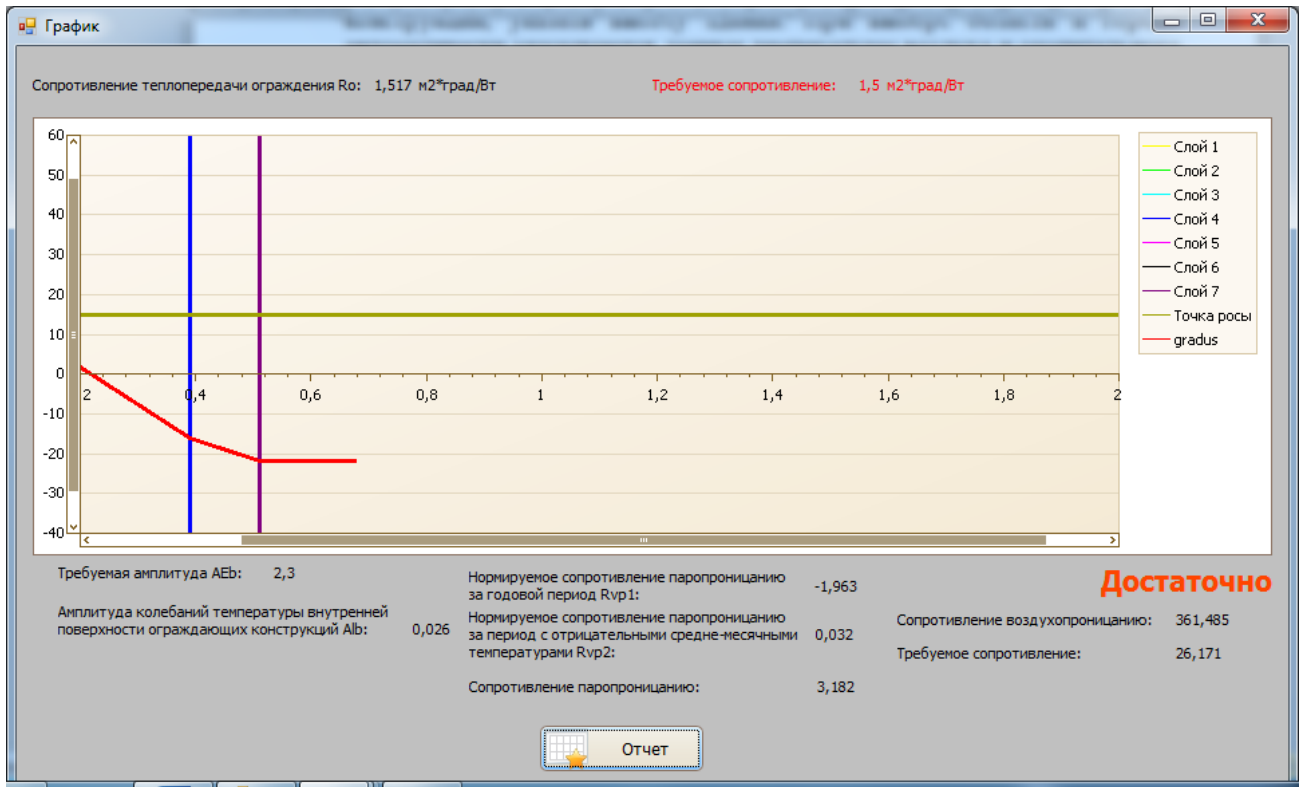 График
Сопротивление теплопередачи ограждения Ro: 1,517 м2*град/Вт
Требуемое сопротивление: 1,5 м2*град/Вт
60
50
40
30
20
10
0
-10
-20
-30
-40
2 0,4 0,6 0,8 1 1,2 1,4 1,6 1,8 2
Слой 1
Слой 2
Слой 3
Слой 4
Слой 5
Слой 6
Слой 7
Точка росы
gradus
Требуемая амплитуда AEb: 2,3
Амплитуда колебаний температуры внутренней
поверхности ограждающих конструкций Alb: 0,026
Нормируемое сопротивление паропроницанию
за годовой период Rvp1: -1,963
Нормируемое сопротивление паропроницанию
за период с отрицательными средне-месячными 0,032
температурами Rvp2:
Сопротивление паропроницанию: 3,182
Достаточно
Сопротивление воздухопроницанию: 361,485
Требуемое сопротивление: 26,171
Отчет